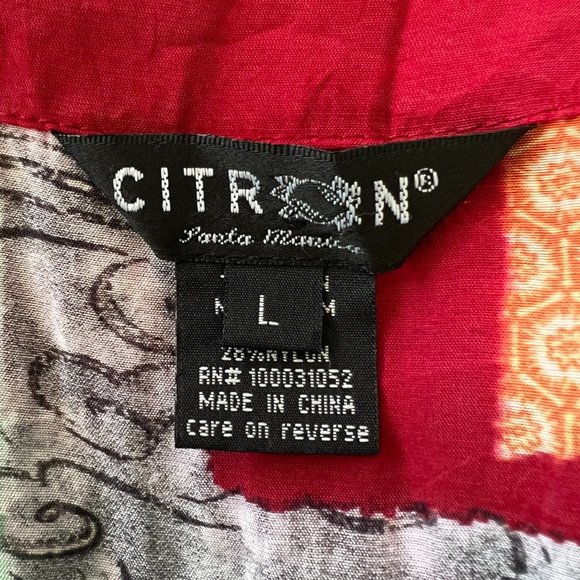 CITRON®
Santa Monica
L
28% NYLON
RN# 100031052
MADE IN CHINA
care on reverse